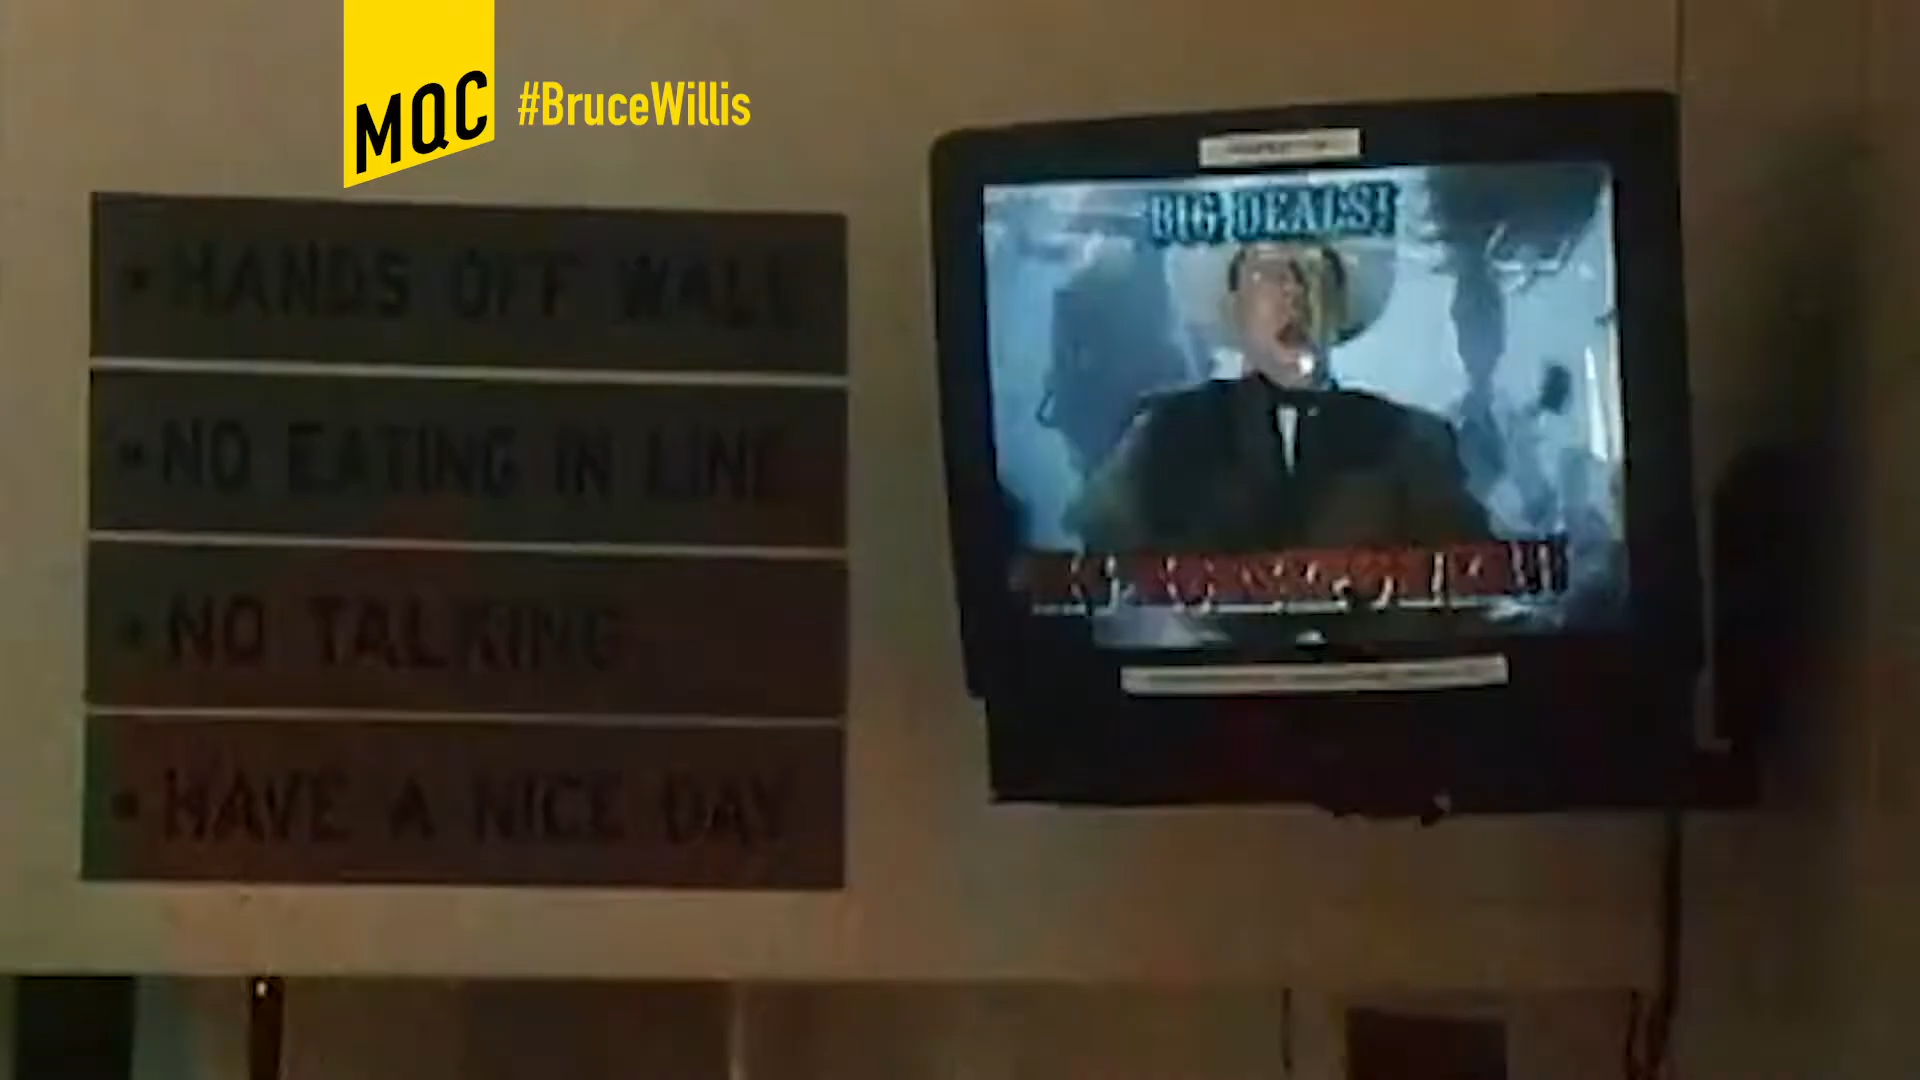 MQC
#BruceWillis
• HANDS OFF WALL
• NO EATING IN LINE
• NO TALKING
• HAVE A NICE DAY
BIG DEALS!